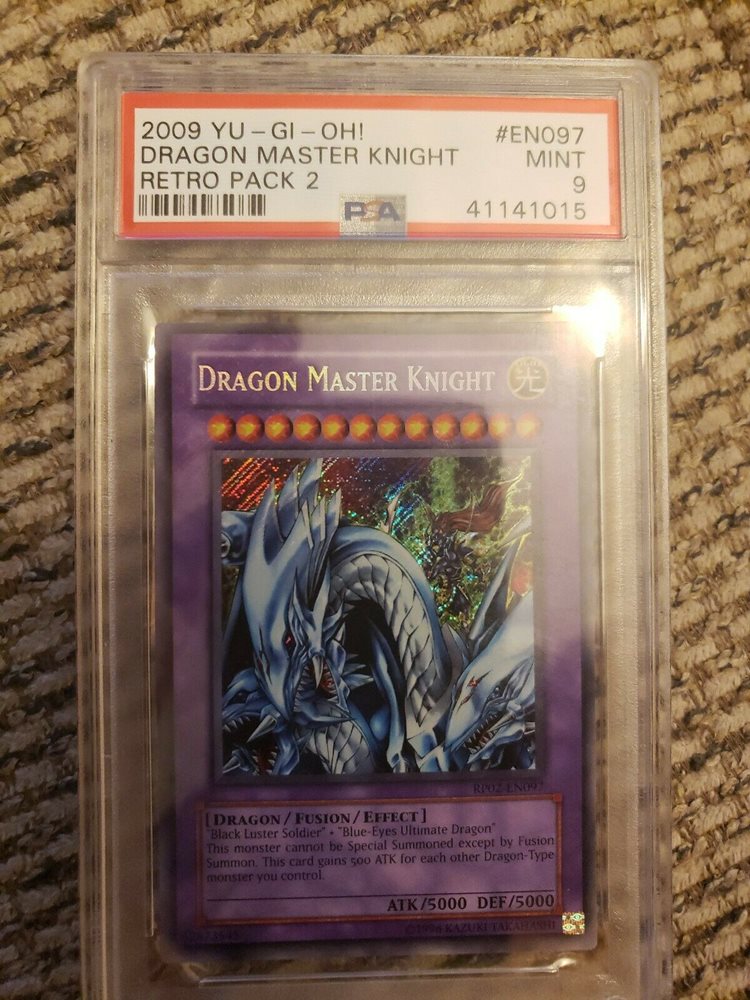 2009 YU-GI-OH! #EN097
DRAGON MASTER KNIGHT MINT
RETRO PACK 2 9
PSA 41141015
DRAGON MASTER KNIGHT 光
RP02-EN097
[DRAGON/FUSION/EFFECT]
"Black Luster Soldier" + "Blue-Eyes Ultimate Dragon"
This monster cannot be Special Summoned except by Fusion
Summon. This card gains 500 ATK for each other Dragon-Type
monster you control.
ATK/5000 DEF/5000
©1996 KAZUKI TAKAHASHI